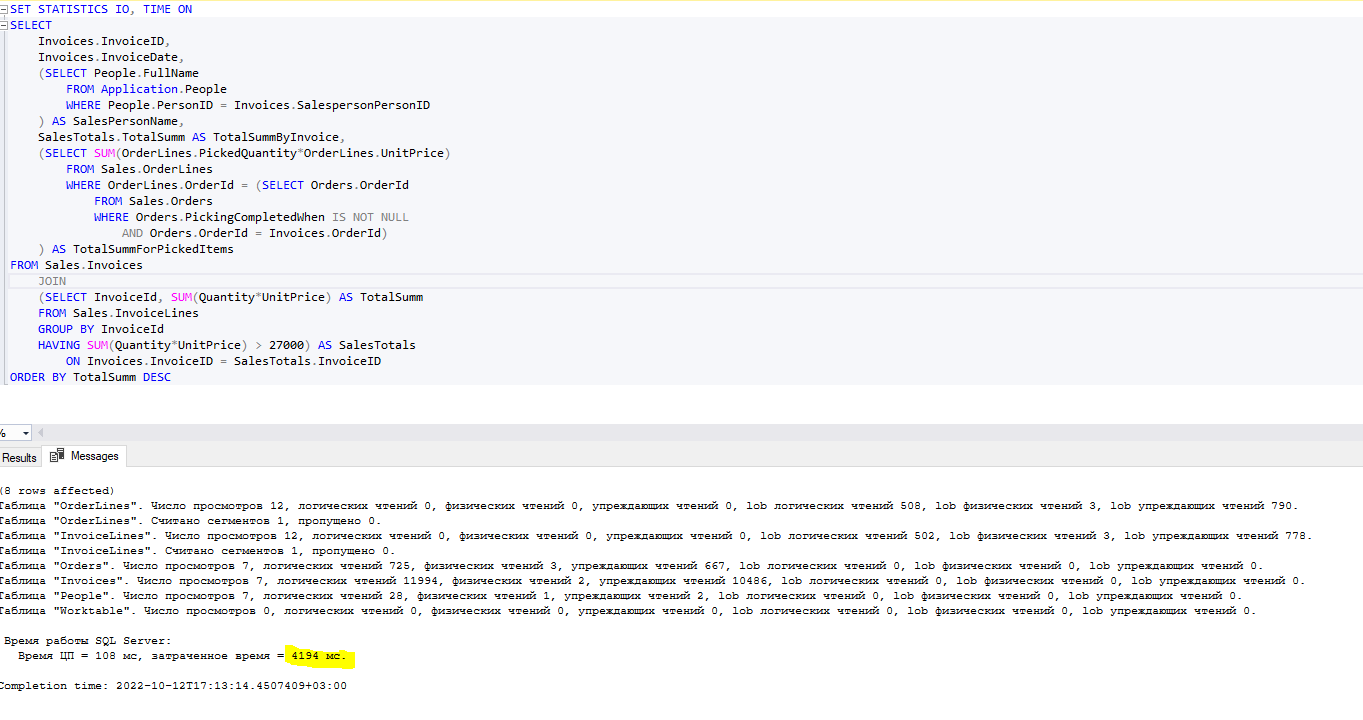 SET STATISTICS IO, TIME ON
SELECT
Invoices.InvoiceID,
Invoices.InvoiceDate,
(SELECT People.FullName
FROM Application.People
WHERE People.PersonID = Invoices.SalespersonPersonID
) AS SalesPersonName,
SalesTotals.TotalSumm AS TotalSummByInvoice,
(SELECT SUM(OrderLines.PickedQuantity*OrderLines.UnitPrice)
FROM Sales.OrderLines
WHERE OrderLines.OrderId = (SELECT Orders.OrderId
FROM Sales.Orders
WHERE Orders.PickingCompletedWhen IS NOT NULL
AND Orders.OrderId = Invoices.OrderId)
) AS TotalSummForPickedItems
FROM Sales.Invoices
JOIN
(SELECT InvoiceId, SUM(Quantity*UnitPrice) AS TotalSumm
FROM Sales.InvoiceLines
GROUP BY InvoiceId
HAVING SUM(Quantity*UnitPrice) > 27000) AS SalesTotals
ON Invoices.InvoiceID = SalesTotals.InvoiceID
ORDER BY TotalSumm DESC
%
Results Messages
(8 rows affected)
Таблица "OrderLines". Число просмотров 12, логических чтений 0, физических чтений 0, упреждающих чтений 0, lob логических чтений 508, lob физических чтений 3, lob упреждающих чтений 790.
Таблица "OrderLines". Считано сегментов 1, пропущено 0.
Таблица "InvoiceLines". Число просмотров 12, логических чтений 0, физических чтений 0, упреждающих чтений 0, lob логических чтений 502, lob физических чтений 3, lob упреждающих чтений 778.
Таблица "InvoiceLines". Считано сегментов 1, пропущено 0.
Таблица "Orders". Число просмотров 7, логических чтений 725, физических чтений 3, упреждающих чтений 667, lob логических чтений 0, lob физических чтений 0, lob упреждающих чтений 0.
Таблица "Invoices". Число просмотров 7, логических чтений 11994, физических чтений 2, упреждающих чтений 10486, lob логических чтений 0, lob физических чтений 0, lob упреждающих чтений 0.
Таблица "People". Число просмотров 7, логических чтений 28, физических чтений 1, упреждающих чтений 2, lob логических чтений 0, lob физических чтений 0, lob упреждающих чтений 0.
Таблица "Worktable". Число просмотров 0, логических чтений 0, физических чтений 0, упреждающих чтений 0, lob логических чтений 0, lob физических чтений 0, lob упреждающих чтений 0.
Время работы SQL Server:
Время ЦП = 108 мс, затраченное время = 4194 мс.
Completion time: 2022-10-12T17:13:14.4507409+03:00